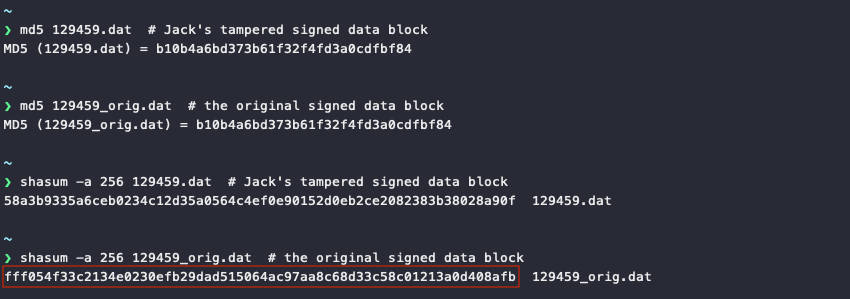 ~
❯ md5 129459.dat  # Jack's tampered signed data block
MD5 (129459.dat) = b10b4a6bd373b61f32f4fd3a0cdfbf84
~
❯ md5 129459_orig.dat  # the original signed data block
MD5 (129459_orig.dat) = b10b4a6bd373b61f32f4fd3a0cdfbf84
~
❯ shasum -a 256 129459.dat  # Jack's tampered signed data block
58a3b9335a6ceb0234c12d35a0564c4ef0e90152d0eb2ce2082383b38028a90f  129459.dat
~
❯ shasum -a 256 129459_orig.dat  # the original signed data block
fff054f33c2134e0230efb29dad515064ac97aa8c68d33c58c01213a0d408afb  129459_orig.dat